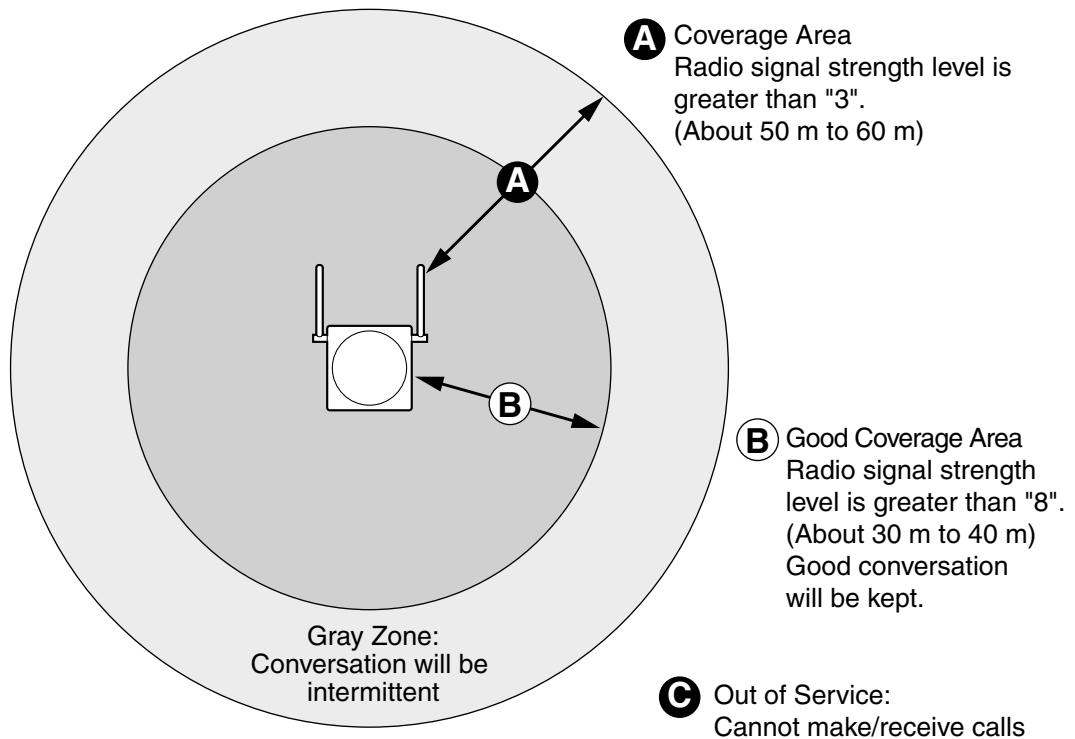 A Coverage Area
Radio signal strength level is
greater than "3".
(About 50 m to 60 m)
A
B
B Good Coverage Area
Radio signal strength
level is greater than "8".
(About 30 m to 40 m)
Good conversation
will be kept.
Gray Zone:
Conversation will be
intermittent
C Out of Service:
Cannot make/receive calls